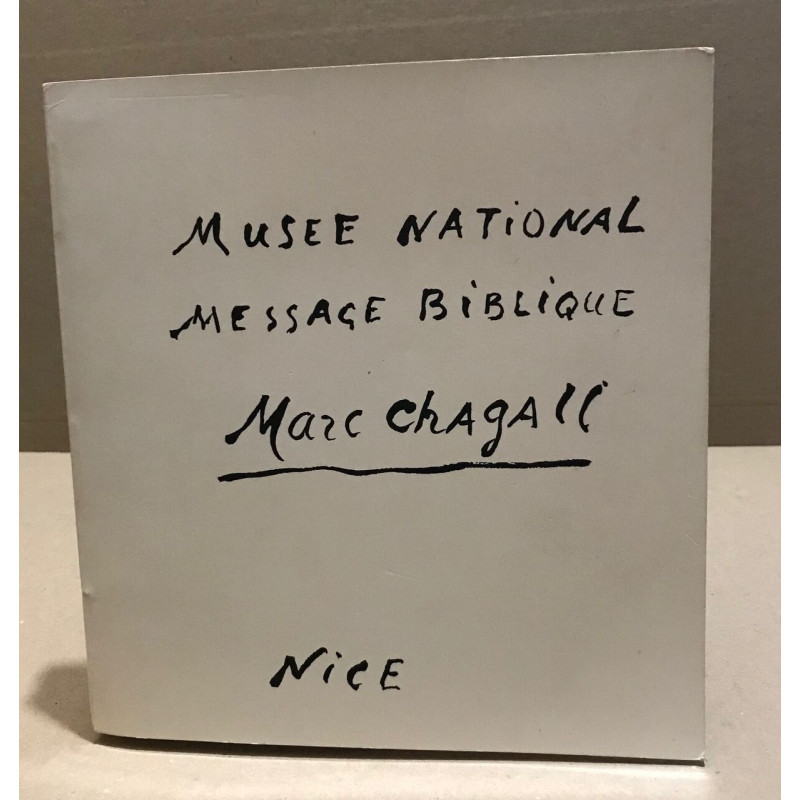 MUSEE NATiONAL
MESSAGE BiBLiQUE
Marc ChAgAll
NiCE